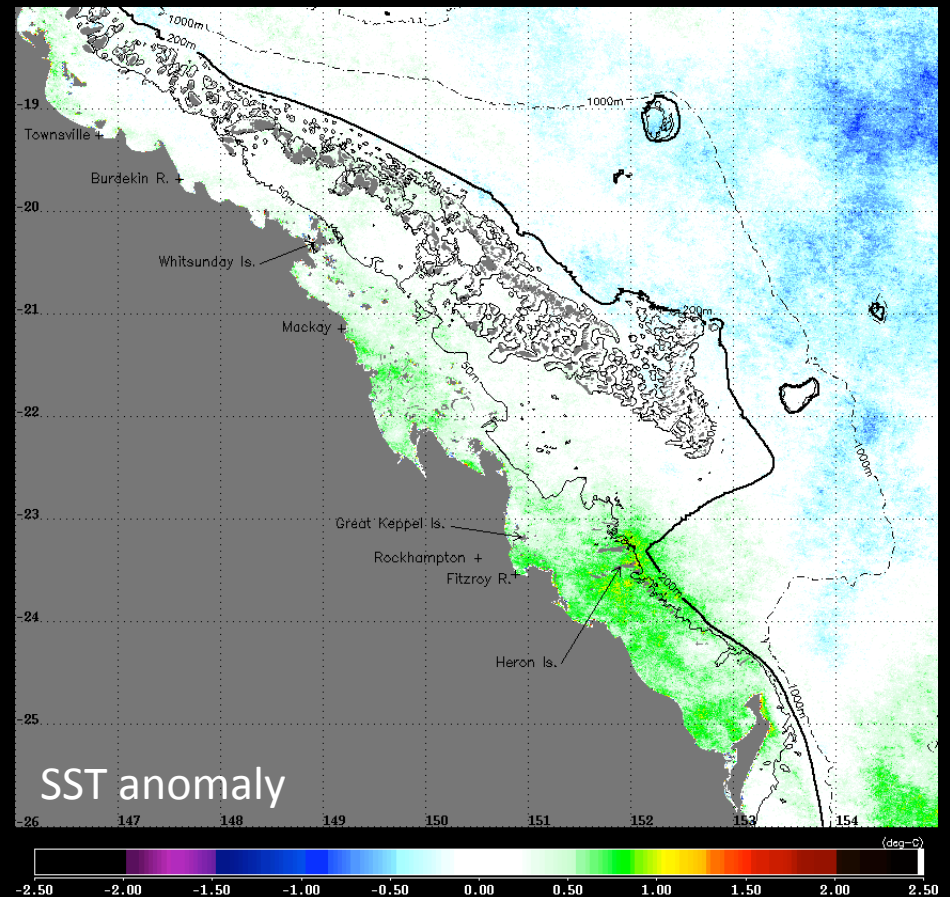 1000m
200m
-19
1000m
Townsville +
Burdekin R. +
50m
-20
Whitsunday Is.
-21
200m
Mackay +
50m
-22
1000m
-23
Great Keppel Is.
Rockhampton +
Fitzroy R. +
200m
-24
Heron Is.
1000m
-25
SST anomaly
-26
147 148 149 150 151 152 153 154
(deg-C)
-2.50 -2.00 -1.50 -1.00 -0.50 0.00 0.50 1.00 1.50 2.00 2.50